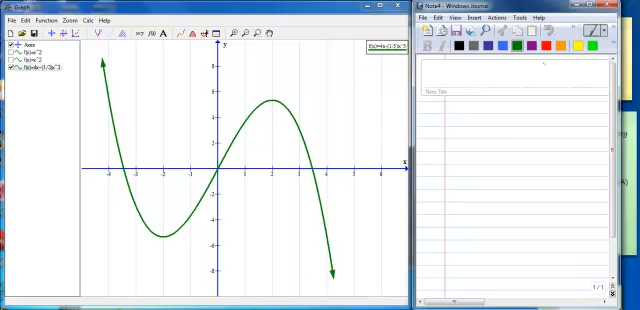 Graph
File Edit Function Zoom Calc Help
Axes
f(x)=x^2
f(x)=x^2
f(x)=4x-(1/3)x^3
y
f(x)=4x-(1/3)x^3
8
6
4
2
x
-4 -3 -2 -1 1 2 3 4 5 6
-2
-4
-6
-8
Note4 - Windows Journal
File Edit View Insert Actions Tools Help
B I
Note Title
1 / 1
A)